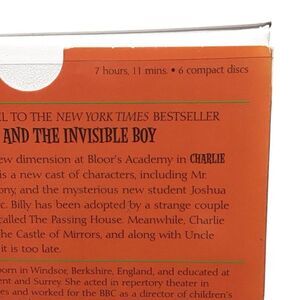 7 hours, 11 mins. • 6 compact discs
EL TO THE NEW YORK TIMES BESTSELLER
AND THE INVISIBLE BOY
ew dimension at Bloor's Academy in CHARLIE
is a new cast of characters, including Mr.
ony, and the mysterious new student Joshua
c. Billy has been adopted by a strange couple
called The Passing House. Meanwhile, Charlie
the Castle of Mirrors, and along with Uncle
it is too late.
orn in Windsor, Berkshire, England, and educated at
ent and Surrey. She acted in repertory theater in
es and worked for the BBC as a director of children's